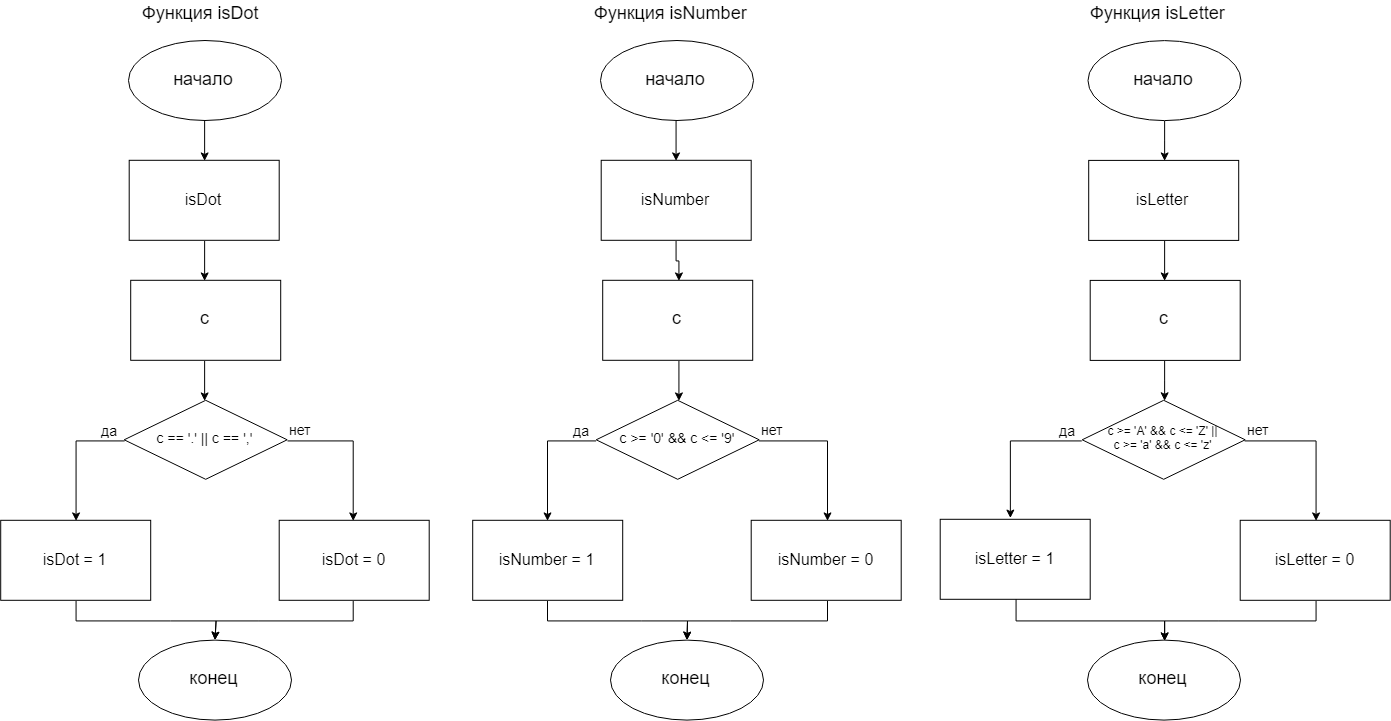 Функция isDot
начало
isDot
c
да
нет
c == '.' || c == ','
isDot = 1
isDot = 0
конец
Функция isNumber
начало
isNumber
c
да
нет
c >= '0' && c <= '9'
isNumber = 1
isNumber = 0
конец
Функция isLetter
начало
isLetter
c
да
нет
c >= 'A' && c <= 'Z' ||
c >= 'a' && c <= 'z'
isLetter = 1
isLetter = 0
конец